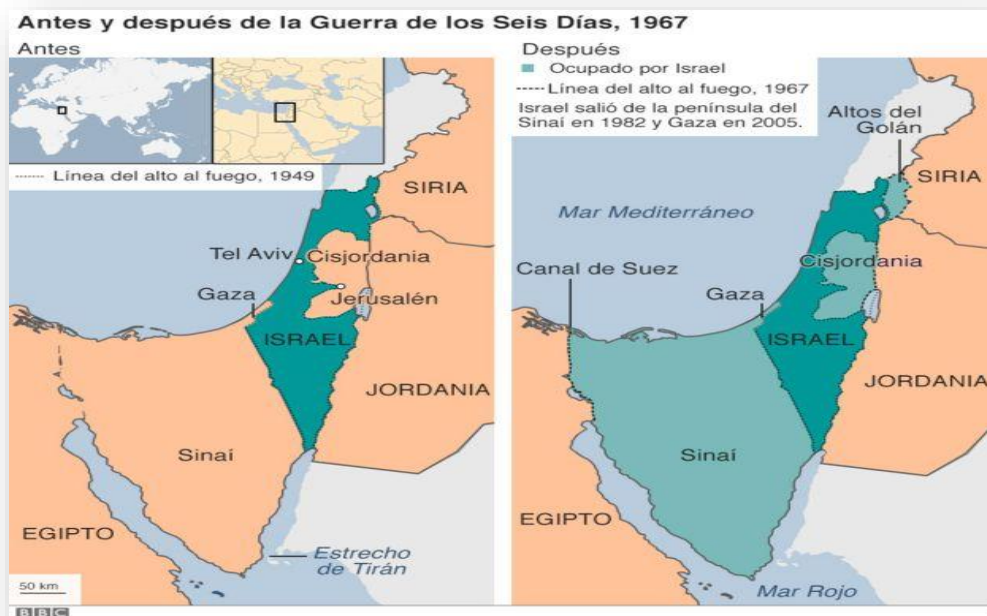 Antes y después de la Guerra de los Seis Días, 1967
Antes
Línea del alto al fuego, 1949
SIRIA
Tel Aviv
Cisjordania
Gaza
Jerusalén
ISRAEL
JORDANIA
Sinaí
EGIPTO
Estrecho
de Tirán
50 km
Después
Ocupado por Israel
Línea del alto al fuego, 1967
Israel salió de la península del
Sinaí en 1982 y Gaza en 2005.
Altos del
Golán
SIRIA
Mar Mediterráneo
Canal de Suez
Cisjordania
Gaza
ISRAEL
JORDANIA
Sinaí
EGIPTO
Mar Rojo
BBC